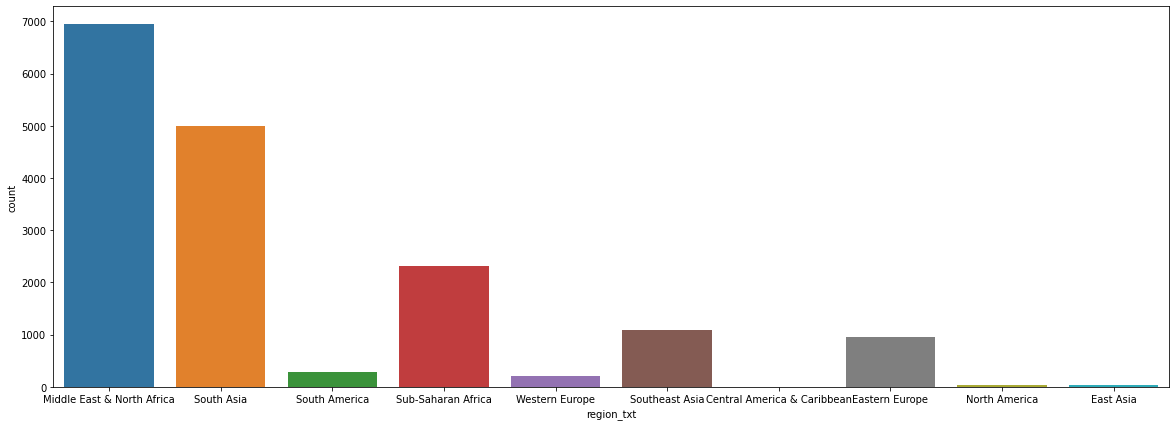 7000
6000
5000
4000
3000
2000
1000
0
count
Middle East & North Africa South Asia South America Sub-Saharan Africa Western Europe Southeast Asia Central America & Caribbean Eastern Europe North America East Asia
region_txt